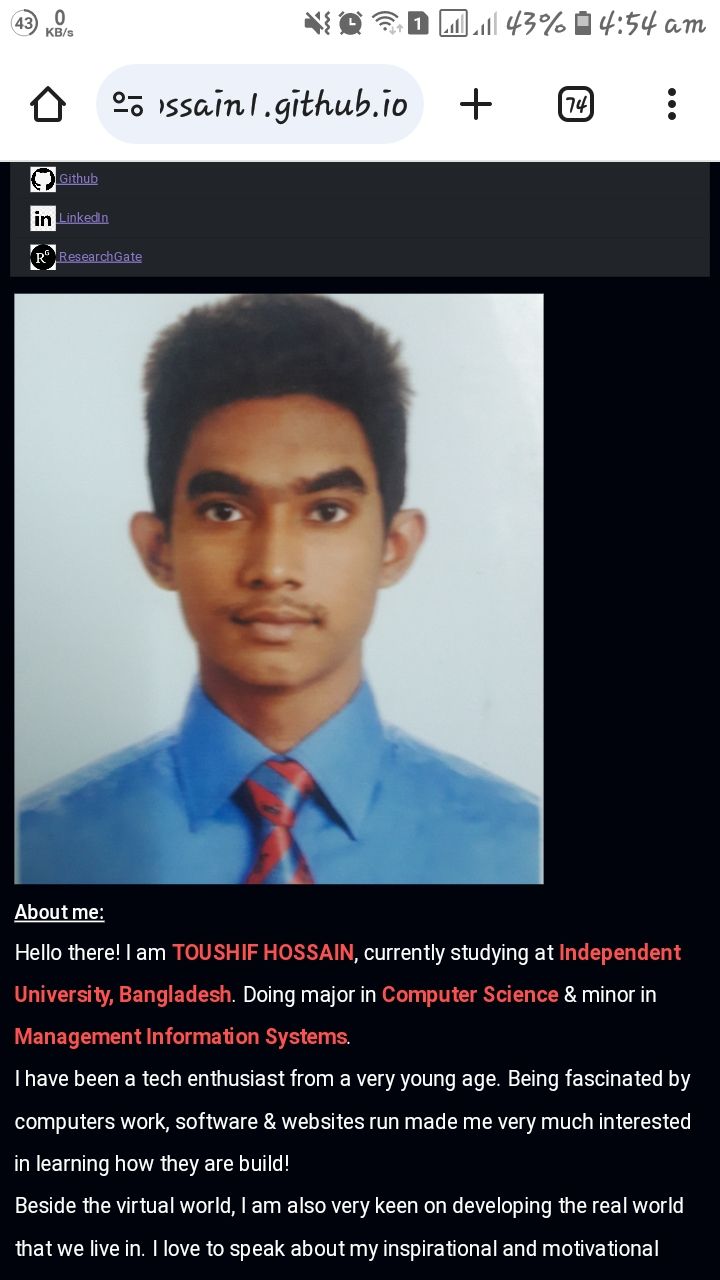 43 0 KB/s 1 43% 4:54 am
ssain1.github.io 74
Github
in LinkedIn
RG ResearchGate
About me:
Hello there! I am TOUSHIF HOSSAIN, currently studying at Independent
University, Bangladesh. Doing major in Computer Science & minor in
Management Information Systems.
I have been a tech enthusiast from a very young age. Being fascinated by
computers work, software & websites run made me very much interested
in learning how they are build!
Beside the virtual world, I am also very keen on developing the real world
that we live in. I love to speak about my inspirational and motivational